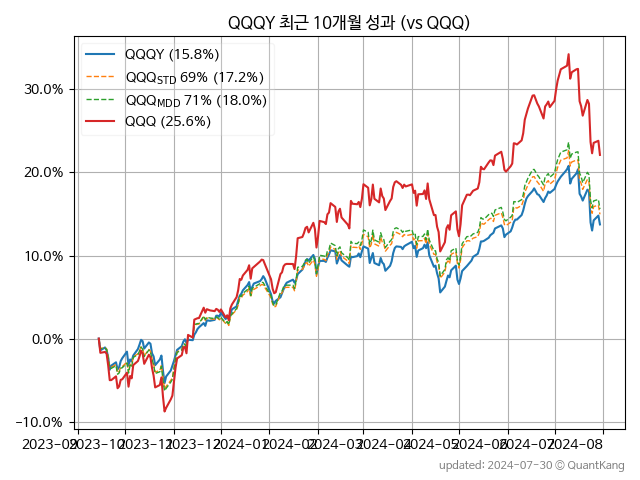 QQQY 최근 10개월 성과 (vs QQQ)
QQQY (15.8%)
QQQSTD 69% (17.2%)
QQQMDD 71% (18.0%)
QQQ (25.6%)
30.0%
20.0%
10.0%
0.0%
−10.0%
2023-09 2023-10 2023-11 2023-12 2024-01 2024-02 2024-03 2024-04 2024-05 2024-06 2024-07 2024-08
updated: 2024-07-30 © QuantKang